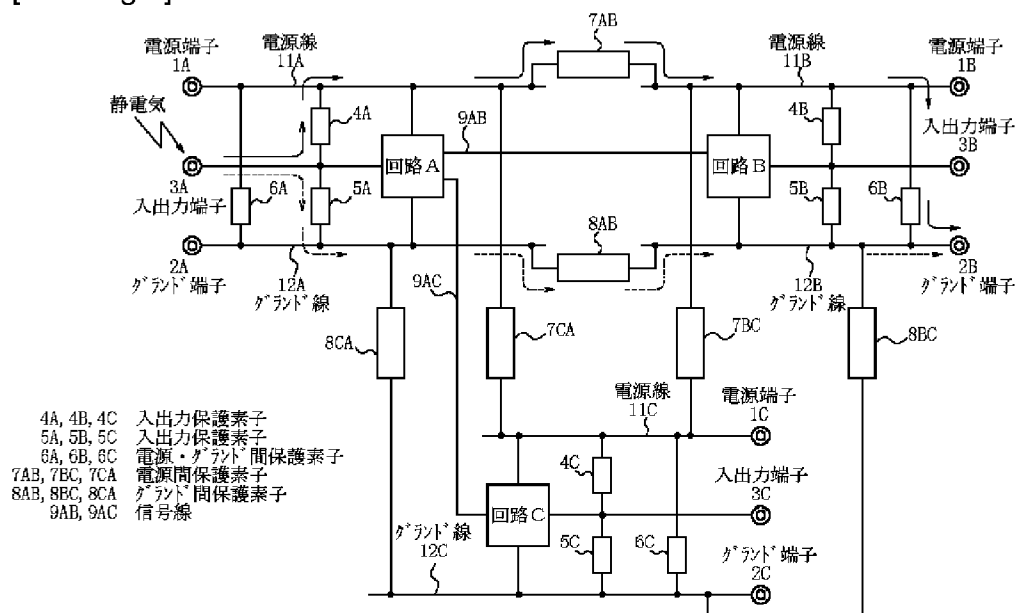 7AB
電源端子
1A
電源線
11A
電源線
11B
電源端子
1B
静電気
4A
9AB
4B
入出力端子
3B
回路A
回路B
3A
入出力端子
6A
5A
8AB
5B
6B
2A
グランド端子
12A
グランド線
9AC
12B
グランド線
2B
グランド端子
8CA
7CA
7BC
8BC
電源線
11C
電源端子
1C
4A, 4B, 4C 入出力保護素子
5A, 5B, 5C 入出力保護素子
6A, 6B, 6C 電源・グランド間保護素子
7AB, 7BC, 7CA 電源間保護素子
8AB, 8BC, 8CA グランド間保護素子
9AB, 9AC 信号線
4C
入出力端子
3C
回路C
グランド線
12C
5C
6C
グランド端子
2C